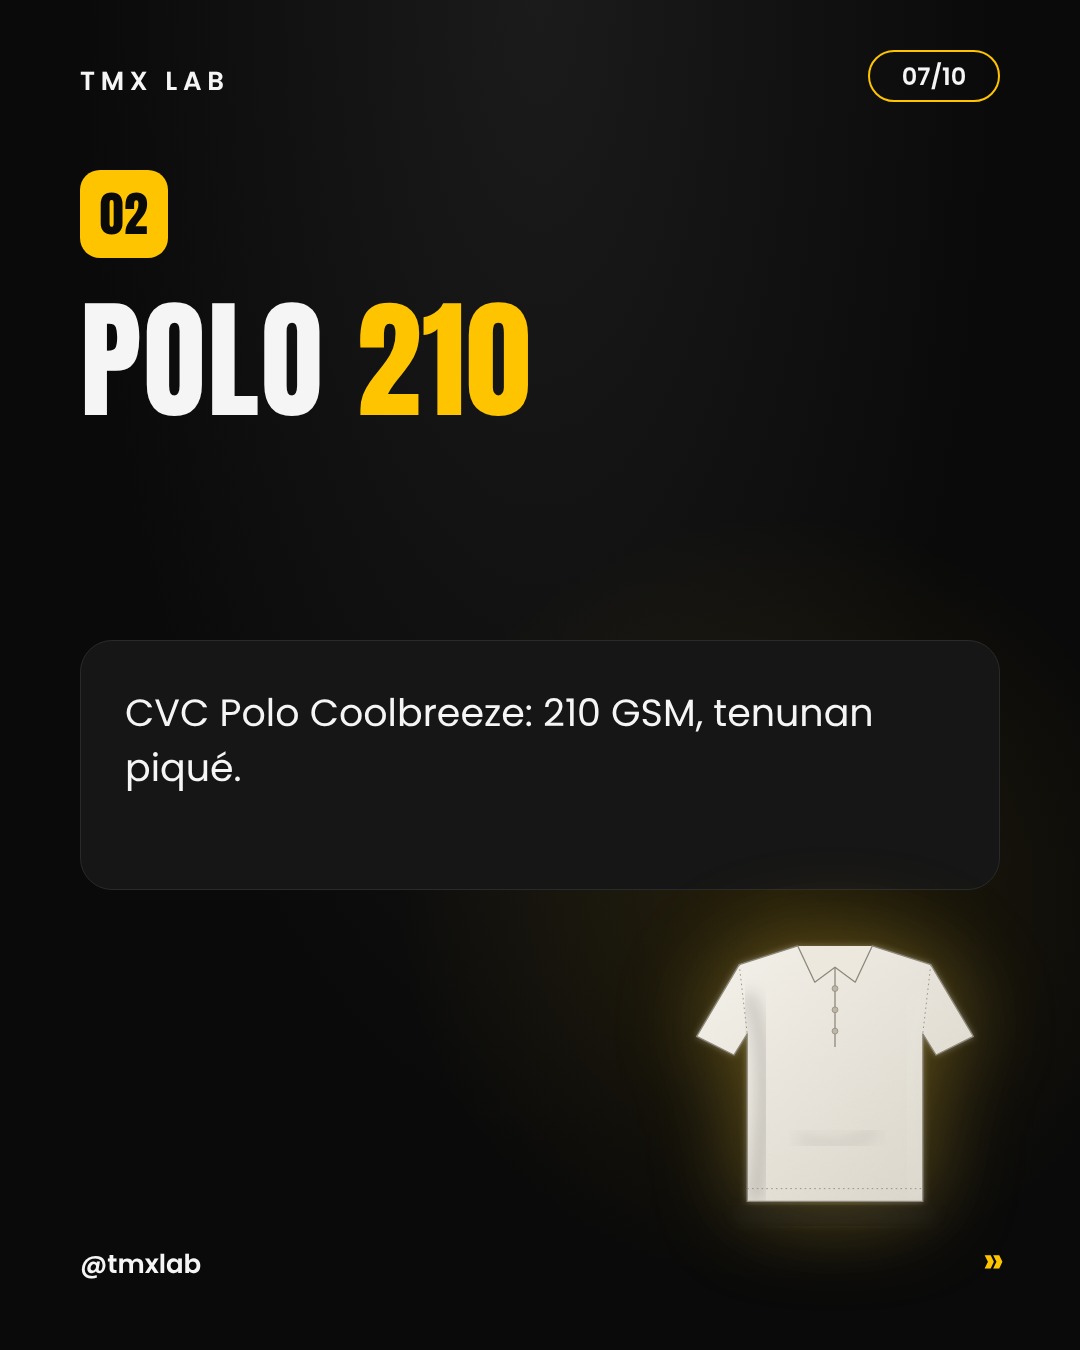 TMX LAB
07/10
02
POLO 210
CVC Polo Coolbreeze: 210 GSM, tenunan
piqué.
@tmxlab
»